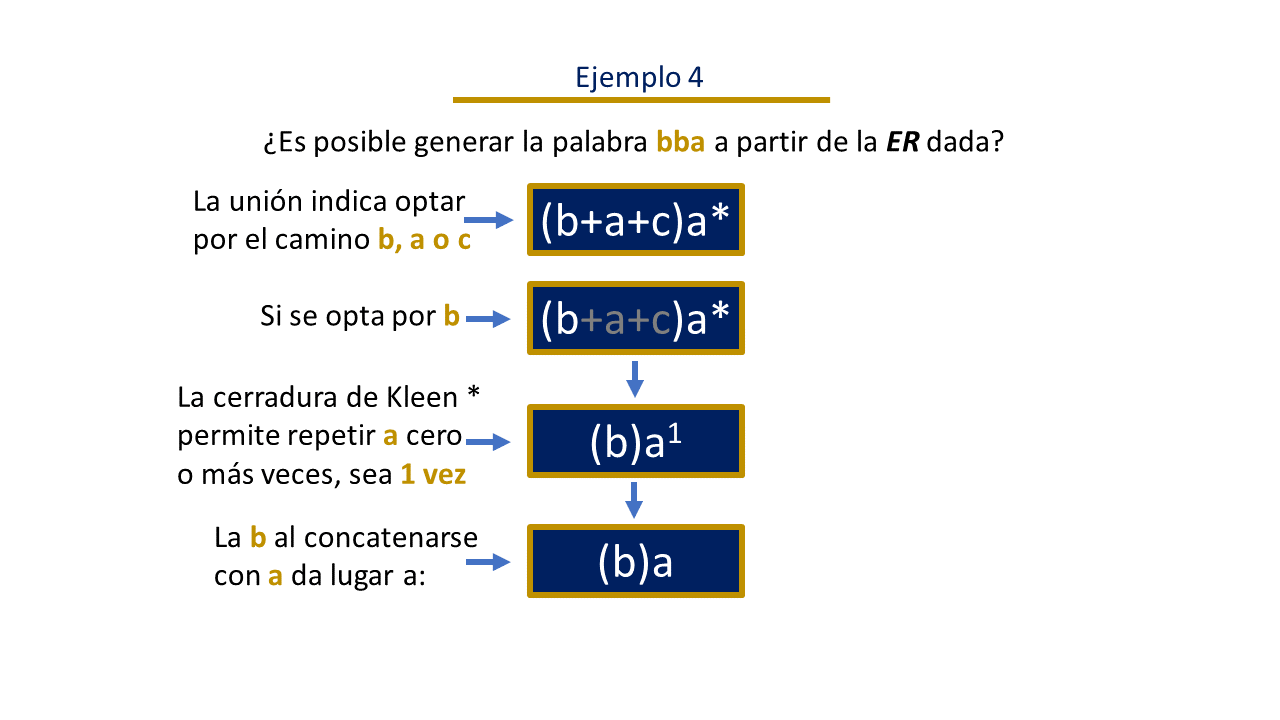 Ejemplo 4
¿Es posible generar la palabra bba a partir de la ER dada?
La unión indica optar
por el camino b, a o c
(b+a+c)a*
Si se opta por b
(b+a+c)a*
La cerradura de Kleen *
permite repetir a cero
o más veces, sea 1 vez
(b)a¹
La b al concatenarse
con a da lugar a:
(b)a